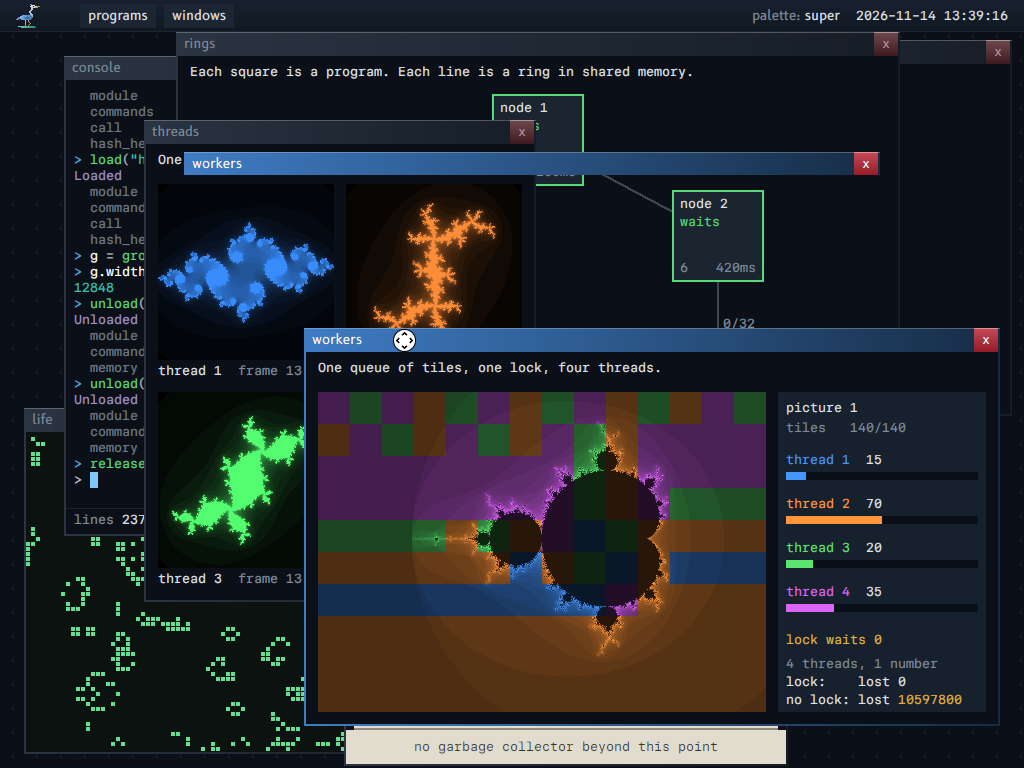 programs windows palette: super 2026-11-14 13:39:16
rings x
x
console
Each square is a program. Each line is a ring in shared memory.
module
commands
call
> load("h
Loaded
module
call
> g = gro
> g.width
12848
> unload(
Unloaded
module
memory
> unload(
Unloaded
module
memory
> release
>
lines 237
node 1
threads x
One
workers x
node 2
waits
6 420ms
0/32
thread 1 frame 13
thread 3 frame 13
life
workers x
One queue of tiles, one lock, four threads.
picture 1
tiles 140/140
thread 1 15
thread 2 70
thread 3 20
thread 4 35
lock waits 0
4 threads, 1 number
lock: lost 0
no lock: lost 10597800
no garbage collector beyond this point